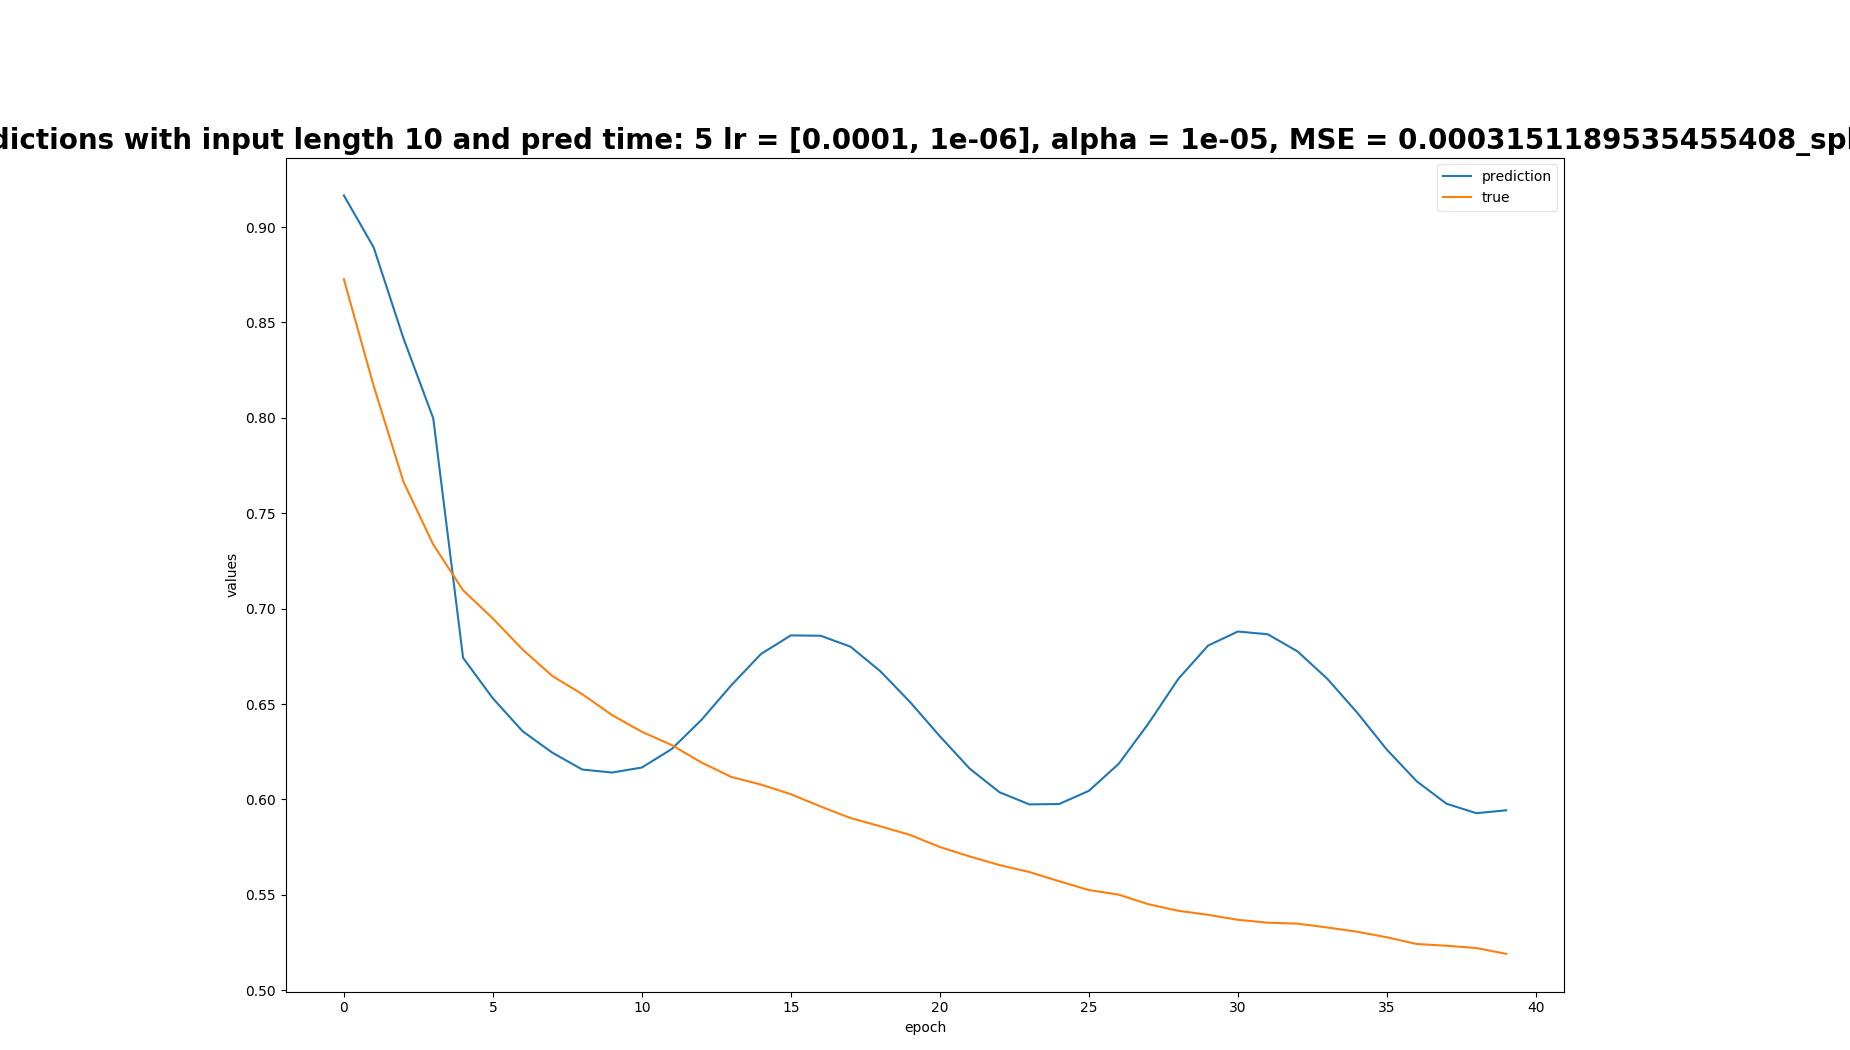 dictions with input length 10 and pred time: 5 lr = [0.0001, 1e-06], alpha = 1e-05, MSE = 0.0003151189535455408_spl
prediction
true
0.90
0.85
0.80
0.75
0.70
0.65
0.60
0.55
0.50
values
0 5 10 15 20 25 30 35 40
epoch